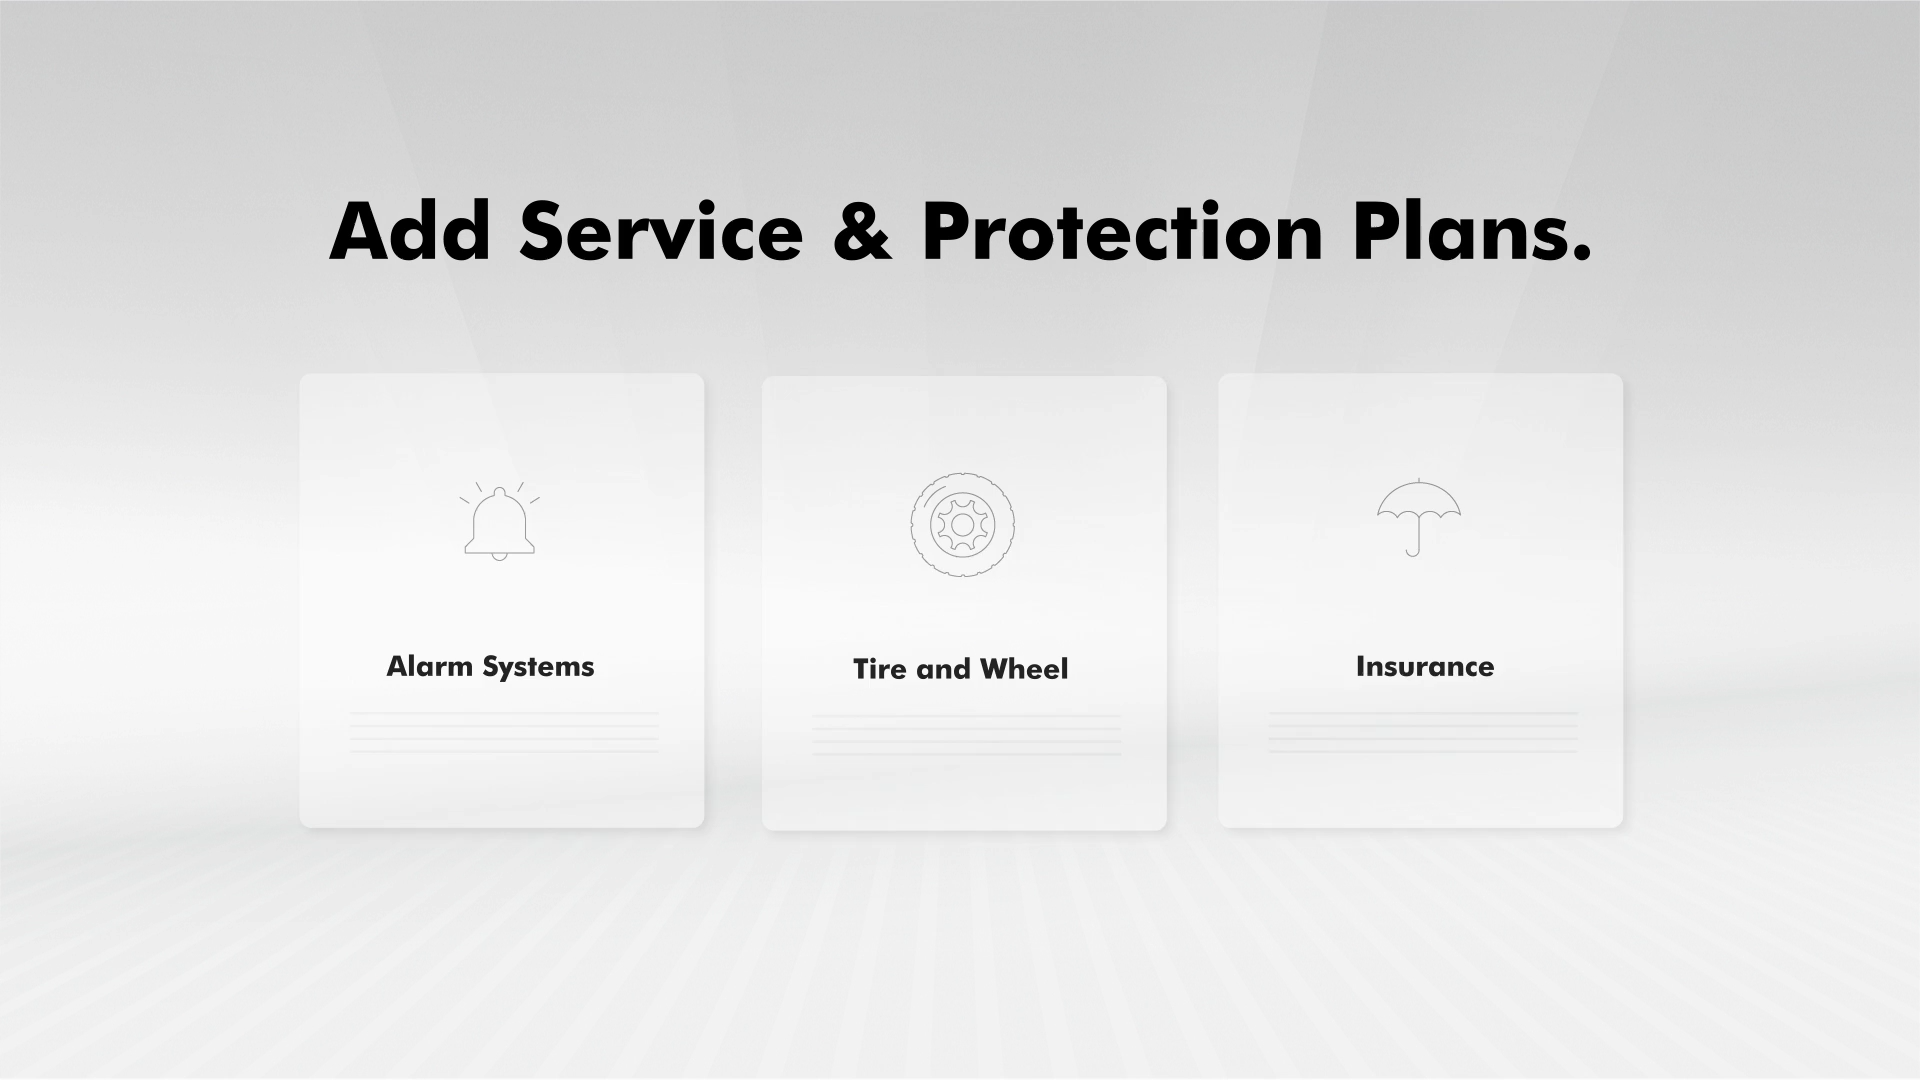 Add Service & Protection Plans.
Alarm Systems
Tire and Wheel
Insurance